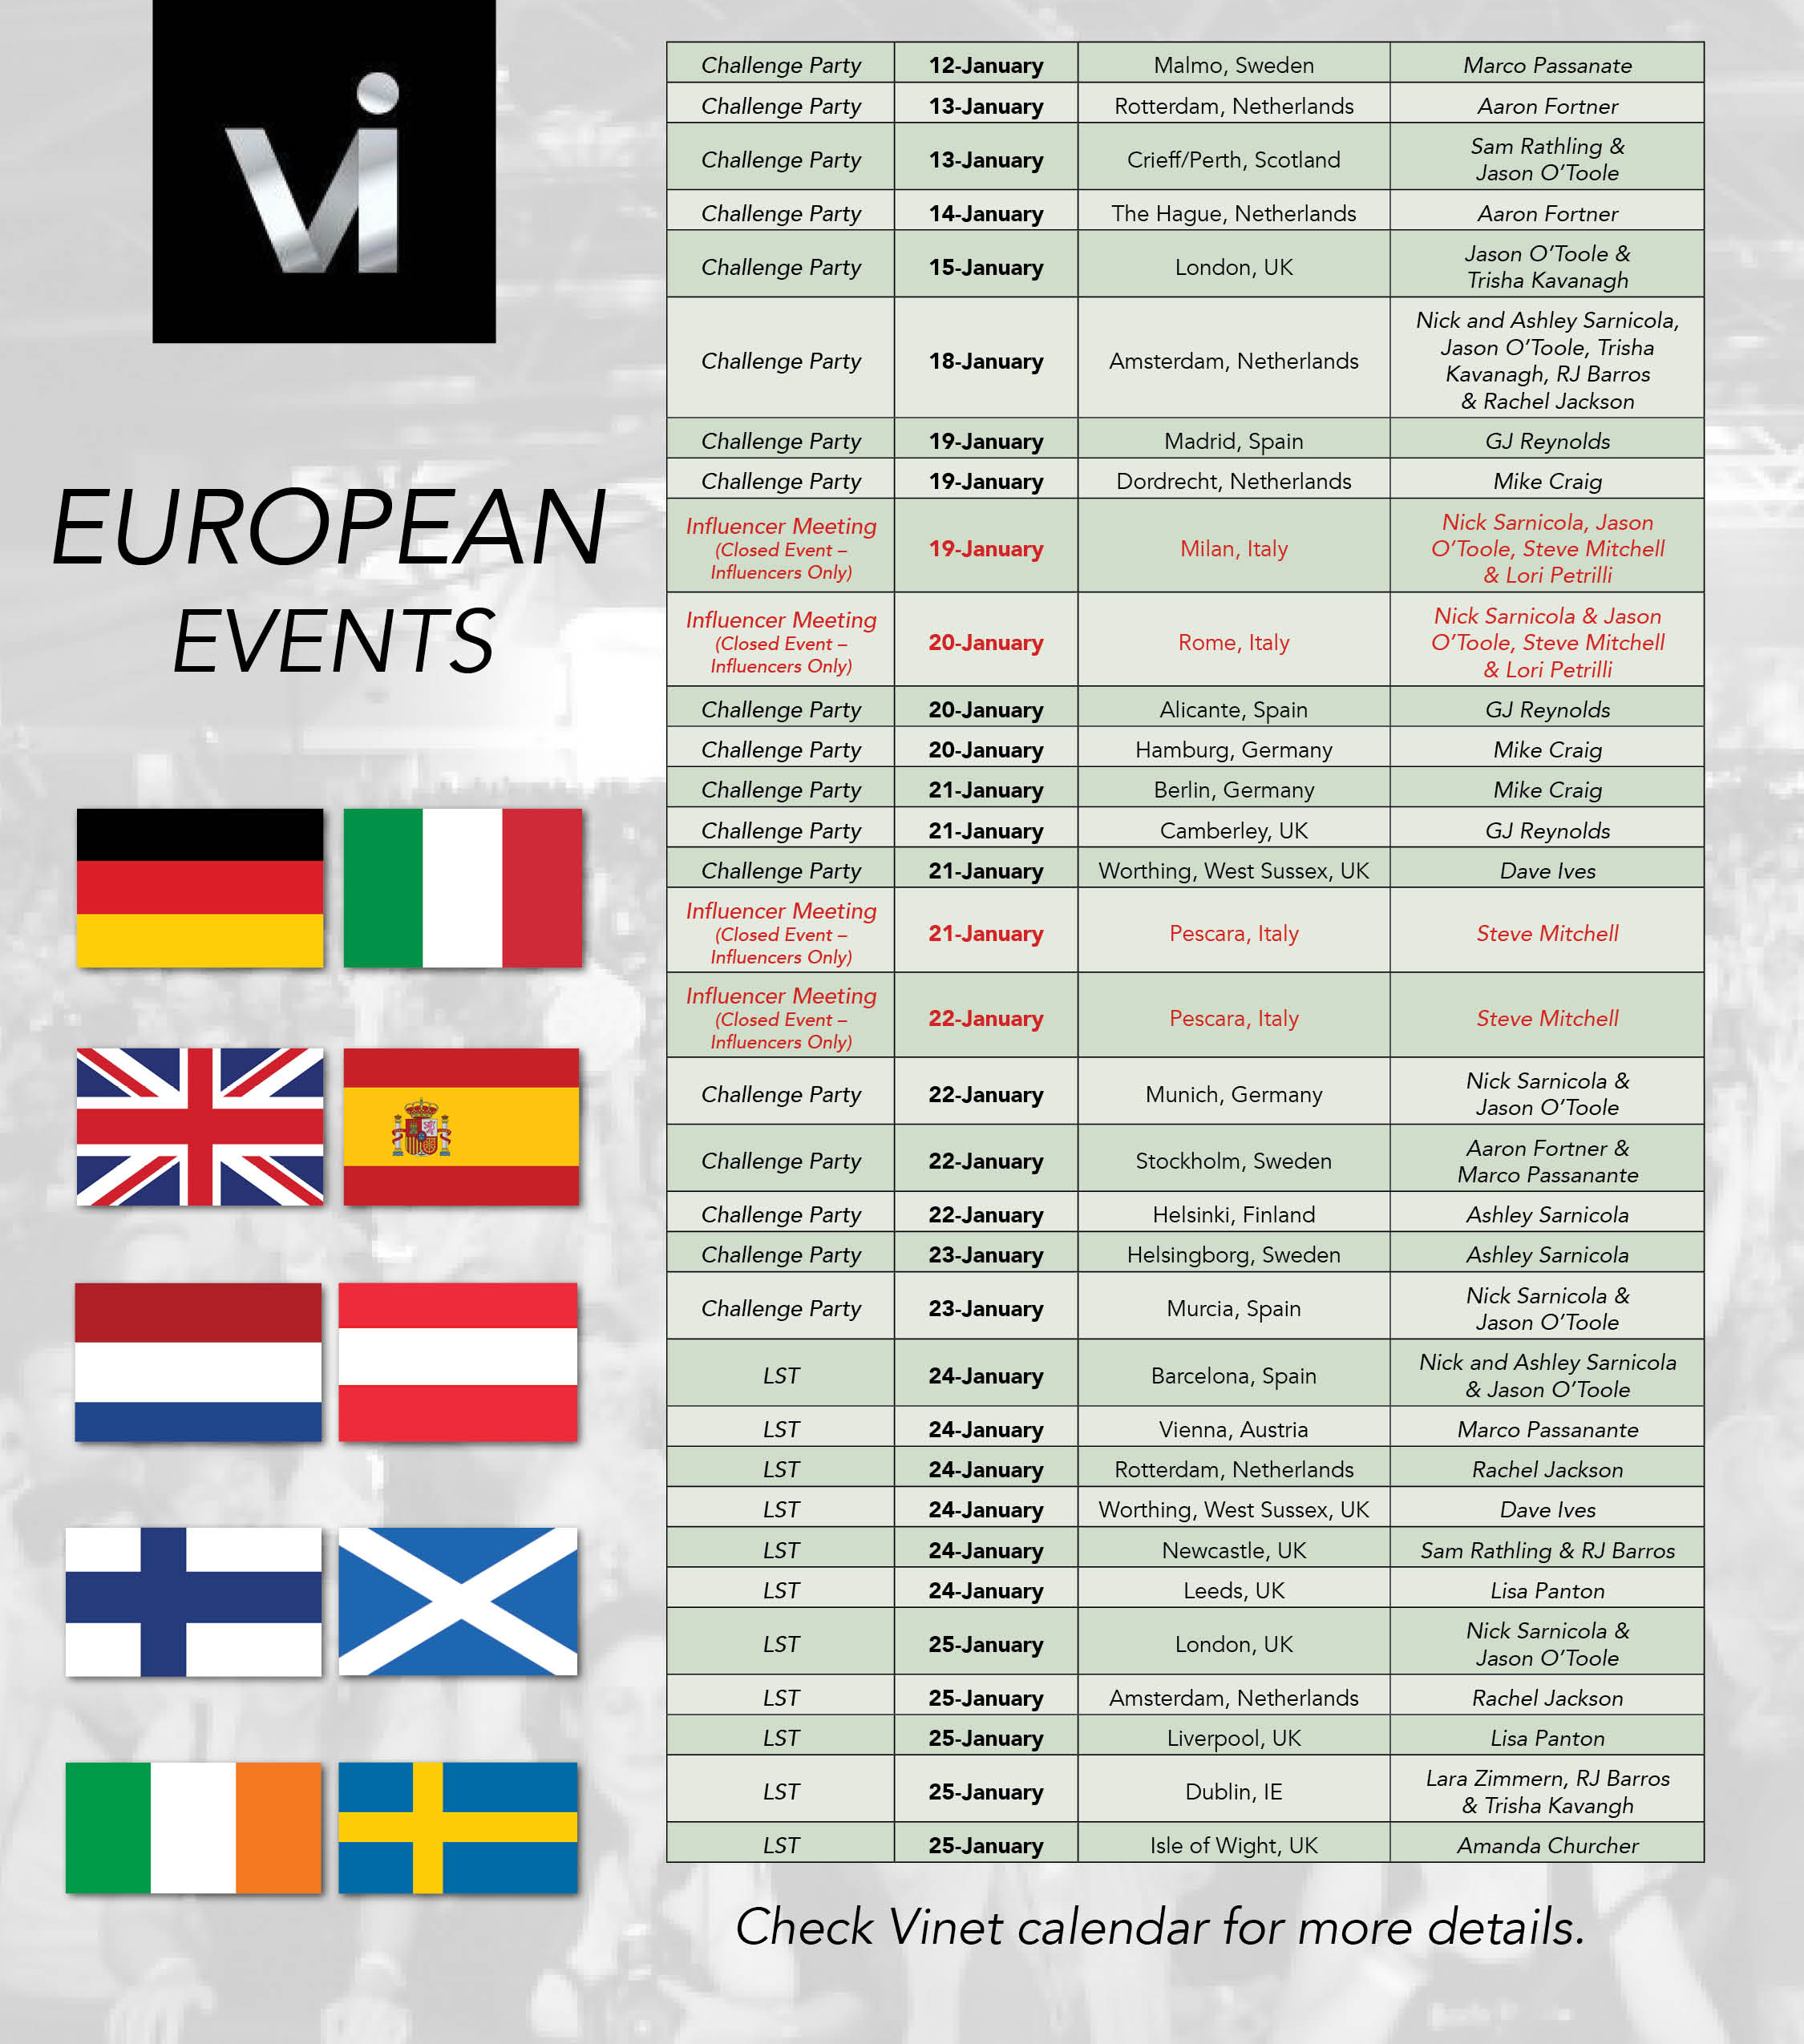 vi
EUROPEAN
EVENTS
Challenge Party 12-January Malmo, Sweden Marco Passanate
Challenge Party 13-January Rotterdam, Netherlands Aaron Fortner
Challenge Party 13-January Crieff/Perth, Scotland Sam Rathling &
Jason O’Toole
Challenge Party 14-January The Hague, Netherlands Aaron Fortner
Challenge Party 15-January London, UK Jason O’Toole &
Trisha Kavanagh
Challenge Party 18-January Amsterdam, Netherlands Nick and Ashley Sarnicola,
Jason O’Toole, Trisha
Kavanagh, RJ Barros
& Rachel Jackson
Challenge Party 19-January Madrid, Spain GJ Reynolds
Challenge Party 19-January Dordrecht, Netherlands Mike Craig
Influencer Meeting
(Closed Event –
Influencers Only) 19-January Milan, Italy Nick Sarnicola, Jason
O’Toole, Steve Mitchell
& Lori Petrilli
Influencer Meeting
(Closed Event –
Influencers Only) 20-January Rome, Italy Nick Sarnicola & Jason
O’Toole, Steve Mitchell
& Lori Petrilli
Challenge Party 20-January Alicante, Spain GJ Reynolds
Challenge Party 20-January Hamburg, Germany Mike Craig
Challenge Party 21-January Berlin, Germany Mike Craig
Challenge Party 21-January Camberley, UK GJ Reynolds
Challenge Party 21-January Worthing, West Sussex, UK Dave Ives
Influencer Meeting
(Closed Event –
Influencers Only) 21-January Pescara, Italy Steve Mitchell
Influencer Meeting
(Closed Event –
Influencers Only) 22-January Pescara, Italy Steve Mitchell
Challenge Party 22-January Munich, Germany Nick Sarnicola &
Jason O’Toole
Challenge Party 22-January Stockholm, Sweden Aaron Fortner &
Marco Passanante
Challenge Party 22-January Helsinki, Finland Ashley Sarnicola
Challenge Party 23-January Helsingborg, Sweden Ashley Sarnicola
Challenge Party 23-January Murcia, Spain Nick Sarnicola &
Jason O’Toole
LST 24-January Barcelona, Spain Nick and Ashley Sarnicola
& Jason O’Toole
LST 24-January Vienna, Austria Marco Passanante
LST 24-January Rotterdam, Netherlands Rachel Jackson
LST 24-January Worthing, West Sussex, UK Dave Ives
LST 24-January Newcastle, UK Sam Rathling & RJ Barros
LST 24-January Leeds, UK Lisa Panton
LST 25-January London, UK Nick Sarnicola &
Jason O’Toole
LST 25-January Amsterdam, Netherlands Rachel Jackson
LST 25-January Liverpool, UK Lisa Panton
LST 25-January Dublin, IE Lara Zimmern, RJ Barros
& Trisha Kavangh
LST 25-January Isle of Wight, UK Amanda Churcher
Check Vinet calendar for more details.